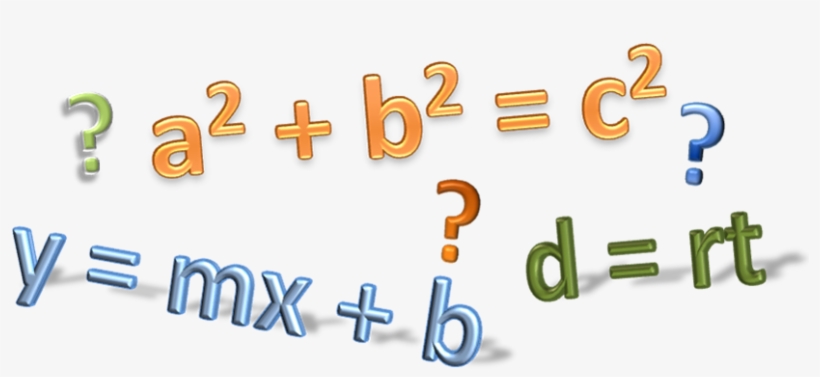 ? a² + b² = c² ?
?
y = mx + b
d = rt